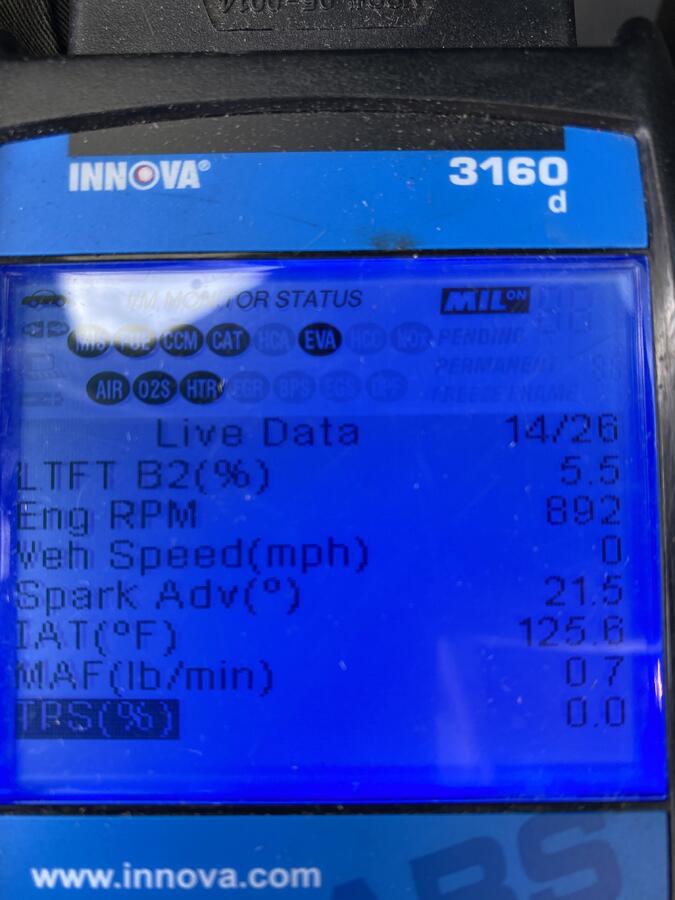 INNOVA® 3160
d
I/M MONITOR STATUS MIL ON
MIS FUE CCM CAT HCA EVA HCC NOX PENDING
PERMANENT
AIR O2S HTR EGR BPS EGS DPF FREEZE FRAME
Live Data 14/26
LTFT B2(%) 5.5
Eng RPM 892
Veh Speed(mph) 0
Spark Adv(°) 21.5
IAT(°F) 125.6
MAF(lb/min) 0.7
TPS(%) 0.0
www.innova.com
ABS